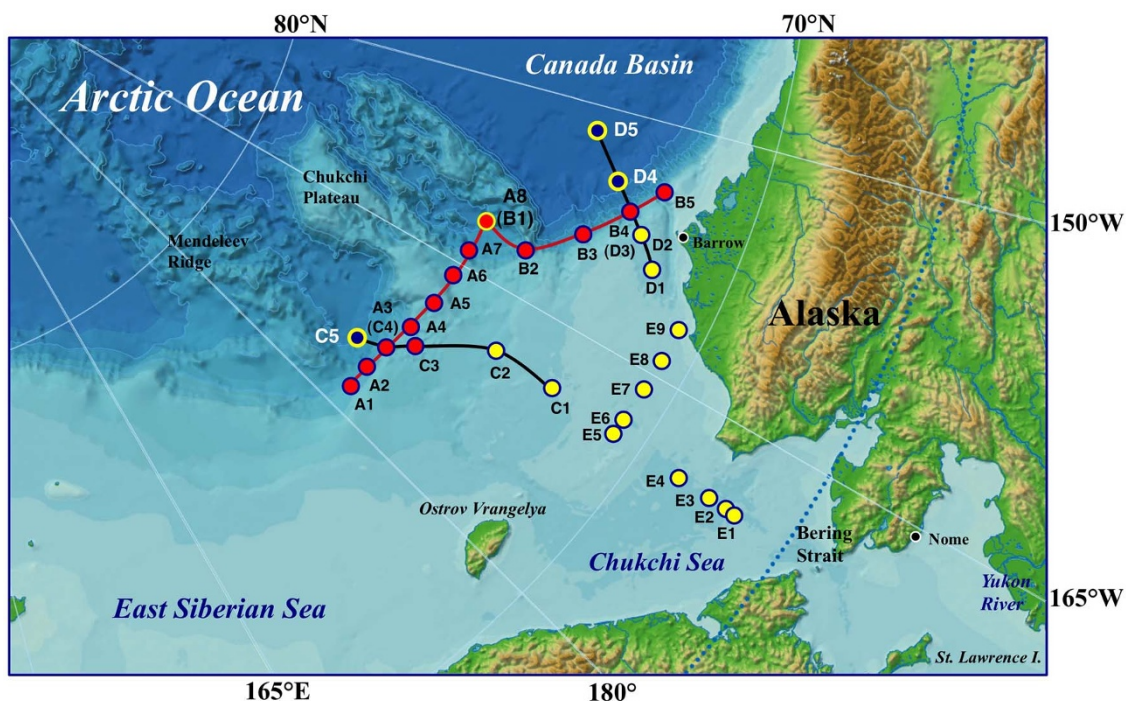 80°N
70°N
Arctic Ocean
Canada Basin
D5
Chukchi
Plateau
D4
A8
(B1)
B5
Mendeleev
Ridge
A7
B2
B3
B4
(D3)
D2
Barrow
150°W
A6
D1
A5
A3
(C4)
A4
C5
C3
Alaska
E9
C2
E8
A2
A1
C1
E7
E6
E5
E4
E3
E2
E1
Ostrov Vrangelya
Bering
Strait
Nome
Chukchi Sea
East Siberian Sea
Yukon
River
165°W
St. Lawrence I.
165°E
180°